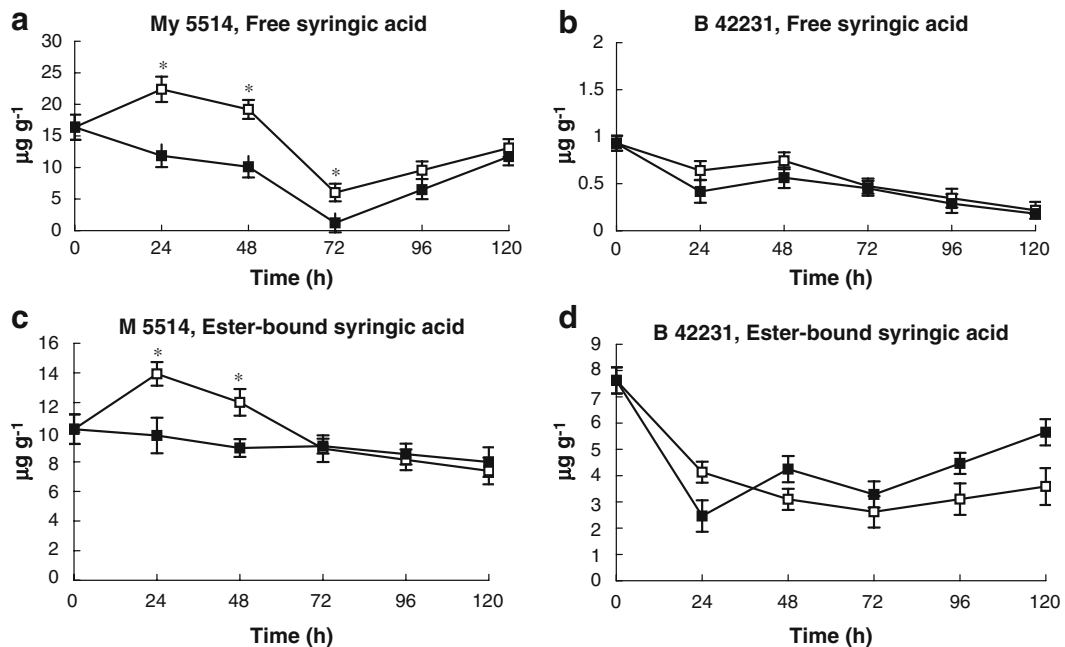 a
My 5514, Free syringic acid
30
25
20
15
10
5
0
µg g-1
*
*
*
0 24 48 72 96 120
Time (h)
b
B 42231, Free syringic acid
2
1.5
1
0.5
0
µg g-1
0 24 48 72 96 120
Time (h)
c
M 5514, Ester-bound syringic acid
16
14
12
10
8
6
4
2
0
µg g-1
*
*
0 24 48 72 96 120
Time (h)
d
B 42231, Ester-bound syringic acid
9
8
7
6
5
4
3
2
1
0
µg g-1
0 24 48 72 96 120
Time (h)